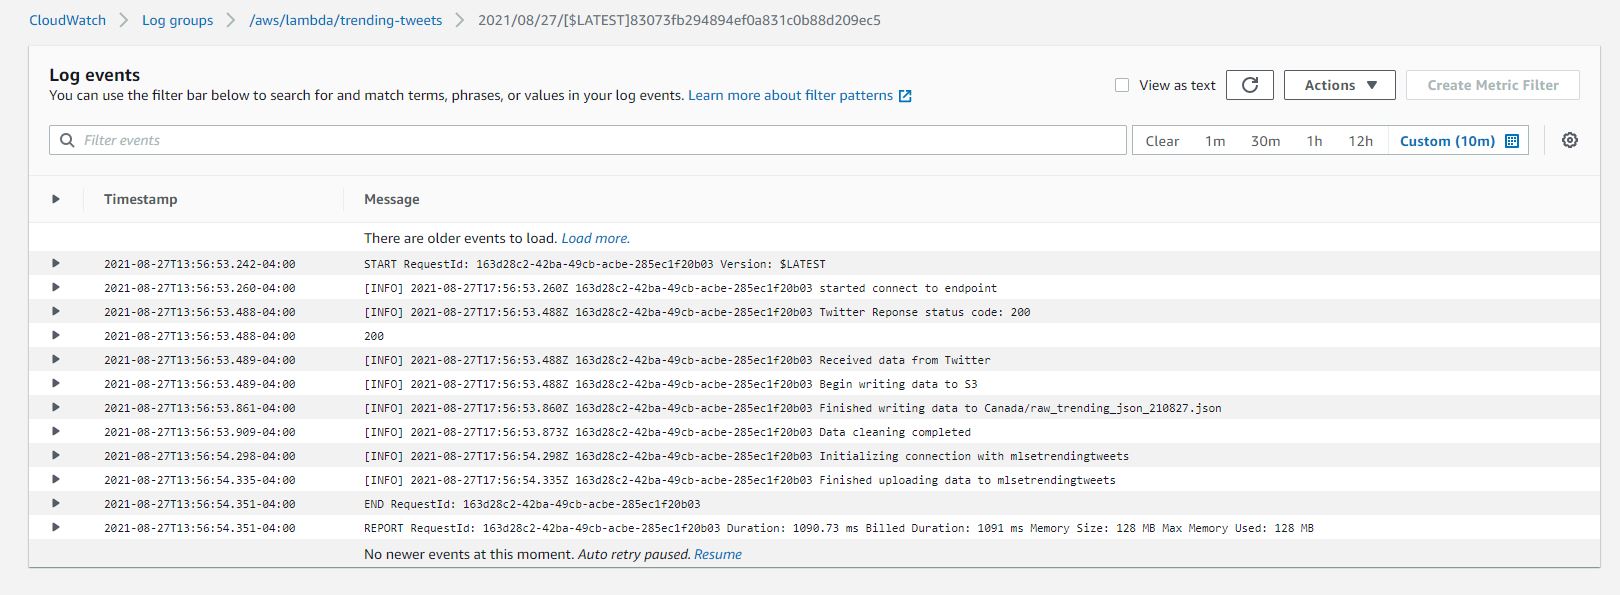 CloudWatch > Log groups > /aws/lambda/trending-tweets > 2021/08/27/[$LATEST]83073fb294894ef0a831c0b88d209ec5
Log events
You can use the filter bar below to search for and match terms, phrases, or values in your log events. Learn more about filter patterns
View as text
Actions
Create Metric Filter
Filter events
Clear 1m 30m 1h 12h Custom (10m)
Timestamp Message
There are older events to load. Load more.
2021-08-27T13:56:53.242-04:00 START RequestId: 163d28c2-42ba-49cb-acbe-285ec1f20b03 Version: $LATEST
2021-08-27T13:56:53.260-04:00 [INFO] 2021-08-27T17:56:53.260Z 163d28c2-42ba-49cb-acbe-285ec1f20b03 started connect to endpoint
2021-08-27T13:56:53.488-04:00 [INFO] 2021-08-27T17:56:53.488Z 163d28c2-42ba-49cb-acbe-285ec1f20b03 Twitter Reponse status code: 200
2021-08-27T13:56:53.488-04:00 200
2021-08-27T13:56:53.489-04:00 [INFO] 2021-08-27T17:56:53.488Z 163d28c2-42ba-49cb-acbe-285ec1f20b03 Received data from Twitter
2021-08-27T13:56:53.489-04:00 [INFO] 2021-08-27T17:56:53.488Z 163d28c2-42ba-49cb-acbe-285ec1f20b03 Begin writing data to S3
2021-08-27T13:56:53.861-04:00 [INFO] 2021-08-27T17:56:53.860Z 163d28c2-42ba-49cb-acbe-285ec1f20b03 Finished writing data to Canada/raw_trending_json_210827.json
2021-08-27T13:56:53.909-04:00 [INFO] 2021-08-27T17:56:53.873Z 163d28c2-42ba-49cb-acbe-285ec1f20b03 Data cleaning completed
2021-08-27T13:56:54.298-04:00 [INFO] 2021-08-27T17:56:54.298Z 163d28c2-42ba-49cb-acbe-285ec1f20b03 Initializing connection with mlsetrendingtweets
2021-08-27T13:56:54.335-04:00 [INFO] 2021-08-27T17:56:54.335Z 163d28c2-42ba-49cb-acbe-285ec1f20b03 Finished uploading data to mlsetrendingtweets
2021-08-27T13:56:54.351-04:00 END RequestId: 163d28c2-42ba-49cb-acbe-285ec1f20b03
2021-08-27T13:56:54.351-04:00 REPORT RequestId: 163d28c2-42ba-49cb-acbe-285ec1f20b03 Duration: 1090.73 ms Billed Duration: 1091 ms Memory Size: 128 MB Max Memory Used: 128 MB
No newer events at this moment. Auto retry paused. Resume